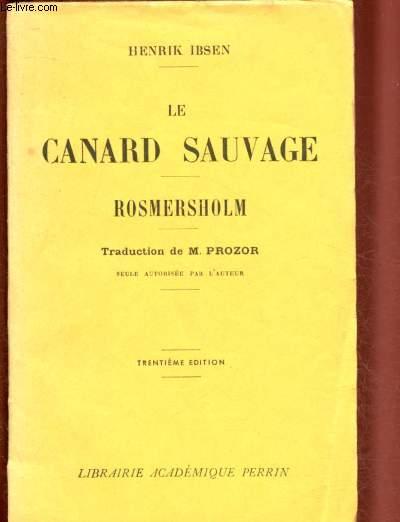 Le-livre.com
HENRIK IBSEN
LE
CANARD SAUVAGE
ROSMERSHOLM
Traduction de M. PROZOR
SEULE AUTORISÉE PAR L'AUTEUR
TRENTIÈME EDITION
LIBRAIRIE ACADÉMIQUE PERRIN